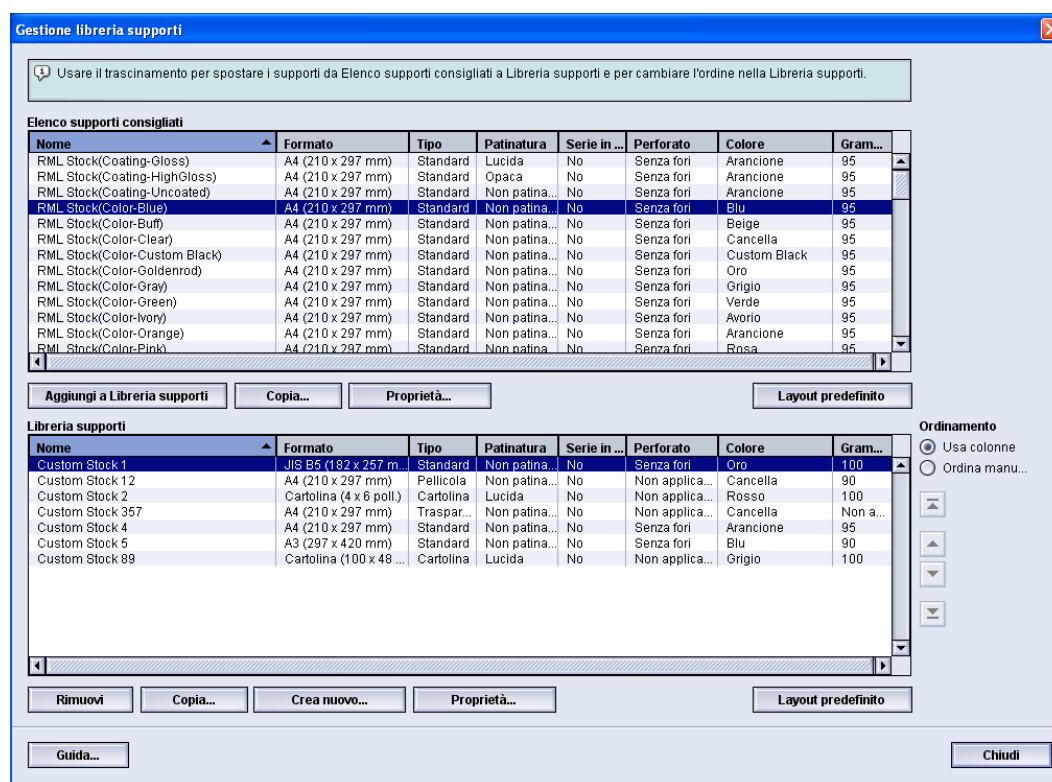 Gestione libreria supporti
Usare il trascinamento per spostare i supporti da Elenco supporti consigliati a Libreria supporti e per cambiare l'ordine nella Libreria supporti.
Elenco supporti consigliati
Nome Formato Tipo Patinatura Serie in ... Perforato Colore Gram...
RML Stock(Coating-Gloss) A4 (210 x 297 mm) Standard Lucida No Senza fori Arancione 95
RML Stock(Coating-HighGloss) A4 (210 x 297 mm) Standard Opaca No Senza fori Arancione 95
RML Stock(Coating-Uncoated) A4 (210 x 297 mm) Standard Non patina... No Senza fori Arancione 95
RML Stock(Color-Blue) A4 (210 x 297 mm) Standard Non patina... No Senza fori Blu 95
RML Stock(Color-Buff) A4 (210 x 297 mm) Standard Non patina... No Senza fori Beige 95
RML Stock(Color-Clear) A4 (210 x 297 mm) Standard Non patina... No Senza fori Cancella 95
RML Stock(Color-Custom Black) A4 (210 x 297 mm) Standard Non patina... No Senza fori Custom Black 95
RML Stock(Color-Goldenrod) A4 (210 x 297 mm) Standard Non patina... No Senza fori Oro 95
RML Stock(Color-Gray) A4 (210 x 297 mm) Standard Non patina... No Senza fori Grigio 95
RML Stock(Color-Green) A4 (210 x 297 mm) Standard Non patina... No Senza fori Verde 95
RML Stock(Color-Ivory) A4 (210 x 297 mm) Standard Non patina... No Senza fori Avorio 95
RML Stock(Color-Orange) A4 (210 x 297 mm) Standard Non patina... No Senza fori Arancione 95
RML Stock(Color-Pink) A4 (210 x 297 mm) Standard Non patina... No Senza fori Rosa 95
Aggiungi a Libreria supporti Copia... Proprietà... Layout predefinito
Libreria supporti Ordinamento
Nome Formato Tipo Patinatura Serie in ... Perforato Colore Gram... Usa colonne
Custom Stock 1 JIS B5 (182 x 257 m... Standard Non patina... No Senza fori Oro 100 Ordina manu...
Custom Stock 12 A4 (210 x 297 mm) Pellicola Non patina... No Non applica... Cancella 90
Custom Stock 2 Cartolina (4 x 6 poll.) Cartolina Lucida No Non applica... Rosso 100
Custom Stock 357 A4 (210 x 297 mm) Traspar... Non patina... No Non applica... Cancella Non a...
Custom Stock 4 A4 (210 x 297 mm) Standard Non patina... No Senza fori Arancione 95
Custom Stock 5 A3 (297 x 420 mm) Standard Non patina... No Senza fori Blu 90
Custom Stock 89 Cartolina (100 x 48 ... Cartolina Lucida No Non applica... Grigio 100
Rimuovi Copia... Crea nuovo... Proprietà... Layout predefinito
Guida... Chiudi